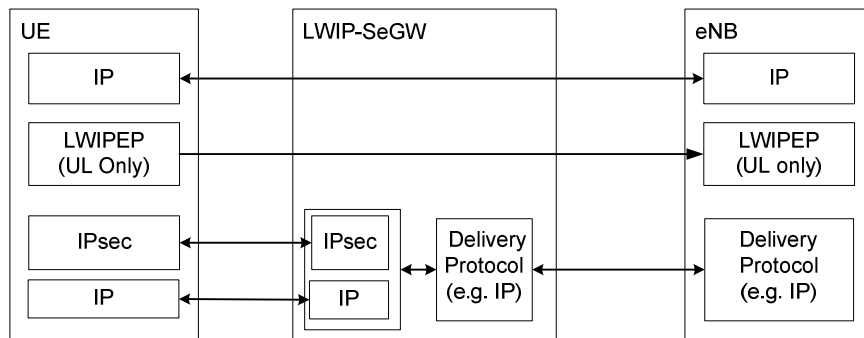 UE
LWIP-SeGW
eNB
IP
IP
LWIPEP
(UL Only)
LWIPEP
(UL only)
IPsec
IPsec
Delivery
Protocol
(e.g. IP)
Delivery
Protocol
(e.g. IP)
IP
IP